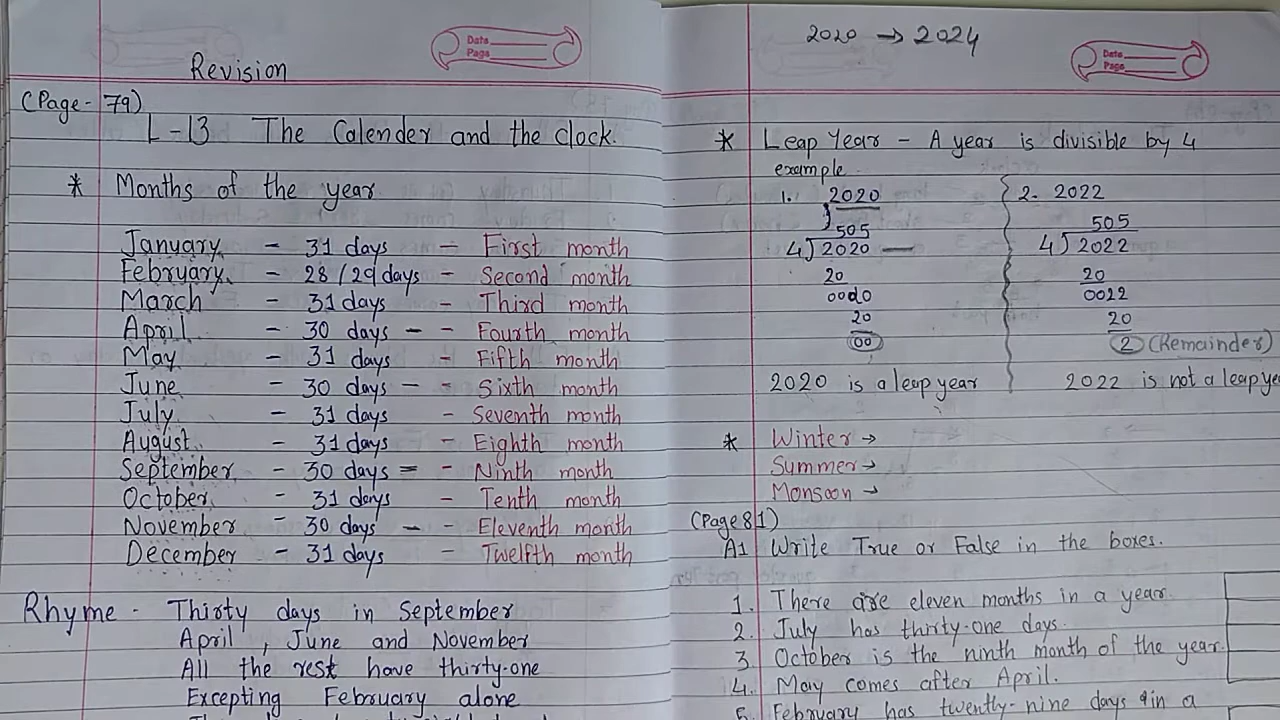 Date
Page
Revision
(Page - 79)
L-13 The Calender and the clock.
* Months of the year
January - 31 days - First month
February - 28/29 days - Second month
March - 31 days - Third month
April - 30 days - - Fourth month
May - 31 days - Fifth month
June - 30 days - - Sixth month
July - 31 days - Seventh month
August - 31 days - Eighth month
September - 30 days = - Ninth month
October - 31 days - Tenth month
November - 30 days - - Eleventh month
December - 31 days - Twelfth month
Rhyme - Thirty days in September
April, June and November
All the rest have thirty-one
Excepting February alone
2020 → 2024
Date
Page
* Leap Year - A year is divisible by 4
example
1. 2020
505
4)2020
20
0020
20
00
2020 is a leap year
2. 2022
505
4)2022
20
0022
20
2 (Remainder)
2022 is not a leap ye
* Winter →
Summer →
Monsoon →
(Page 81)
A1 Write True or False in the boxes.
1. There are eleven months in a year.
2. July has thirty-one days.
3. October is the ninth month of the year.
4. May comes after April.
5. February has twenty-nine days in a